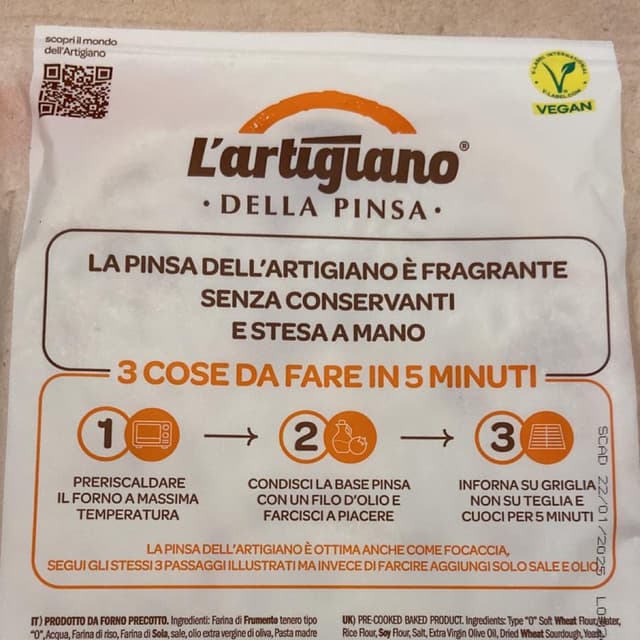 scopri il mondo
dell'Artigiano
V-LABEL INTERNATIONAL
V-LABEL.COM
VEGAN
L'artigiano®
• DELLA PINSA •
LA PINSA DELL'ARTIGIANO È FRAGRANTE
SENZA CONSERVANTI
E STESA A MANO
3 COSE DA FARE IN 5 MINUTI
1
PRERISCALDARE
IL FORNO A MASSIMA
TEMPERATURA
2
CONDISCI LA BASE PINSA
CON UN FILO D'OLIO E
FARCISCI A PIACERE
3
INFORNA SU GRIGLIA,
NON SU TEGLIA E
CUOCI PER 5 MINUTI
SCAD 22/01/2025
LA PINSA DELL'ARTIGIANO È OTTIMA ANCHE COME FOCACCIA,
SEGUI GLI STESSI 3 PASSAGGI ILLUSTRATI MA INVECE DI FARCIRE AGGIUNGI SOLO SALE E OLIO.
IT) PRODOTTO DA FORNO PRECOTTO. Ingredienti: Farina di Frumento tenero tipo
"0", Acqua, Farina di riso, Farina di Soia, sale, olio extra vergine di oliva, Pasta madre
UK) PRE-COOKED BAKED PRODUCT. Ingredients: Type "0" Soft Wheat Flour, Water,
Rice Flour, Soy Flour, Salt, Extra Virgin Olive Oil, Dried Wheat Sourdough, Yeast.